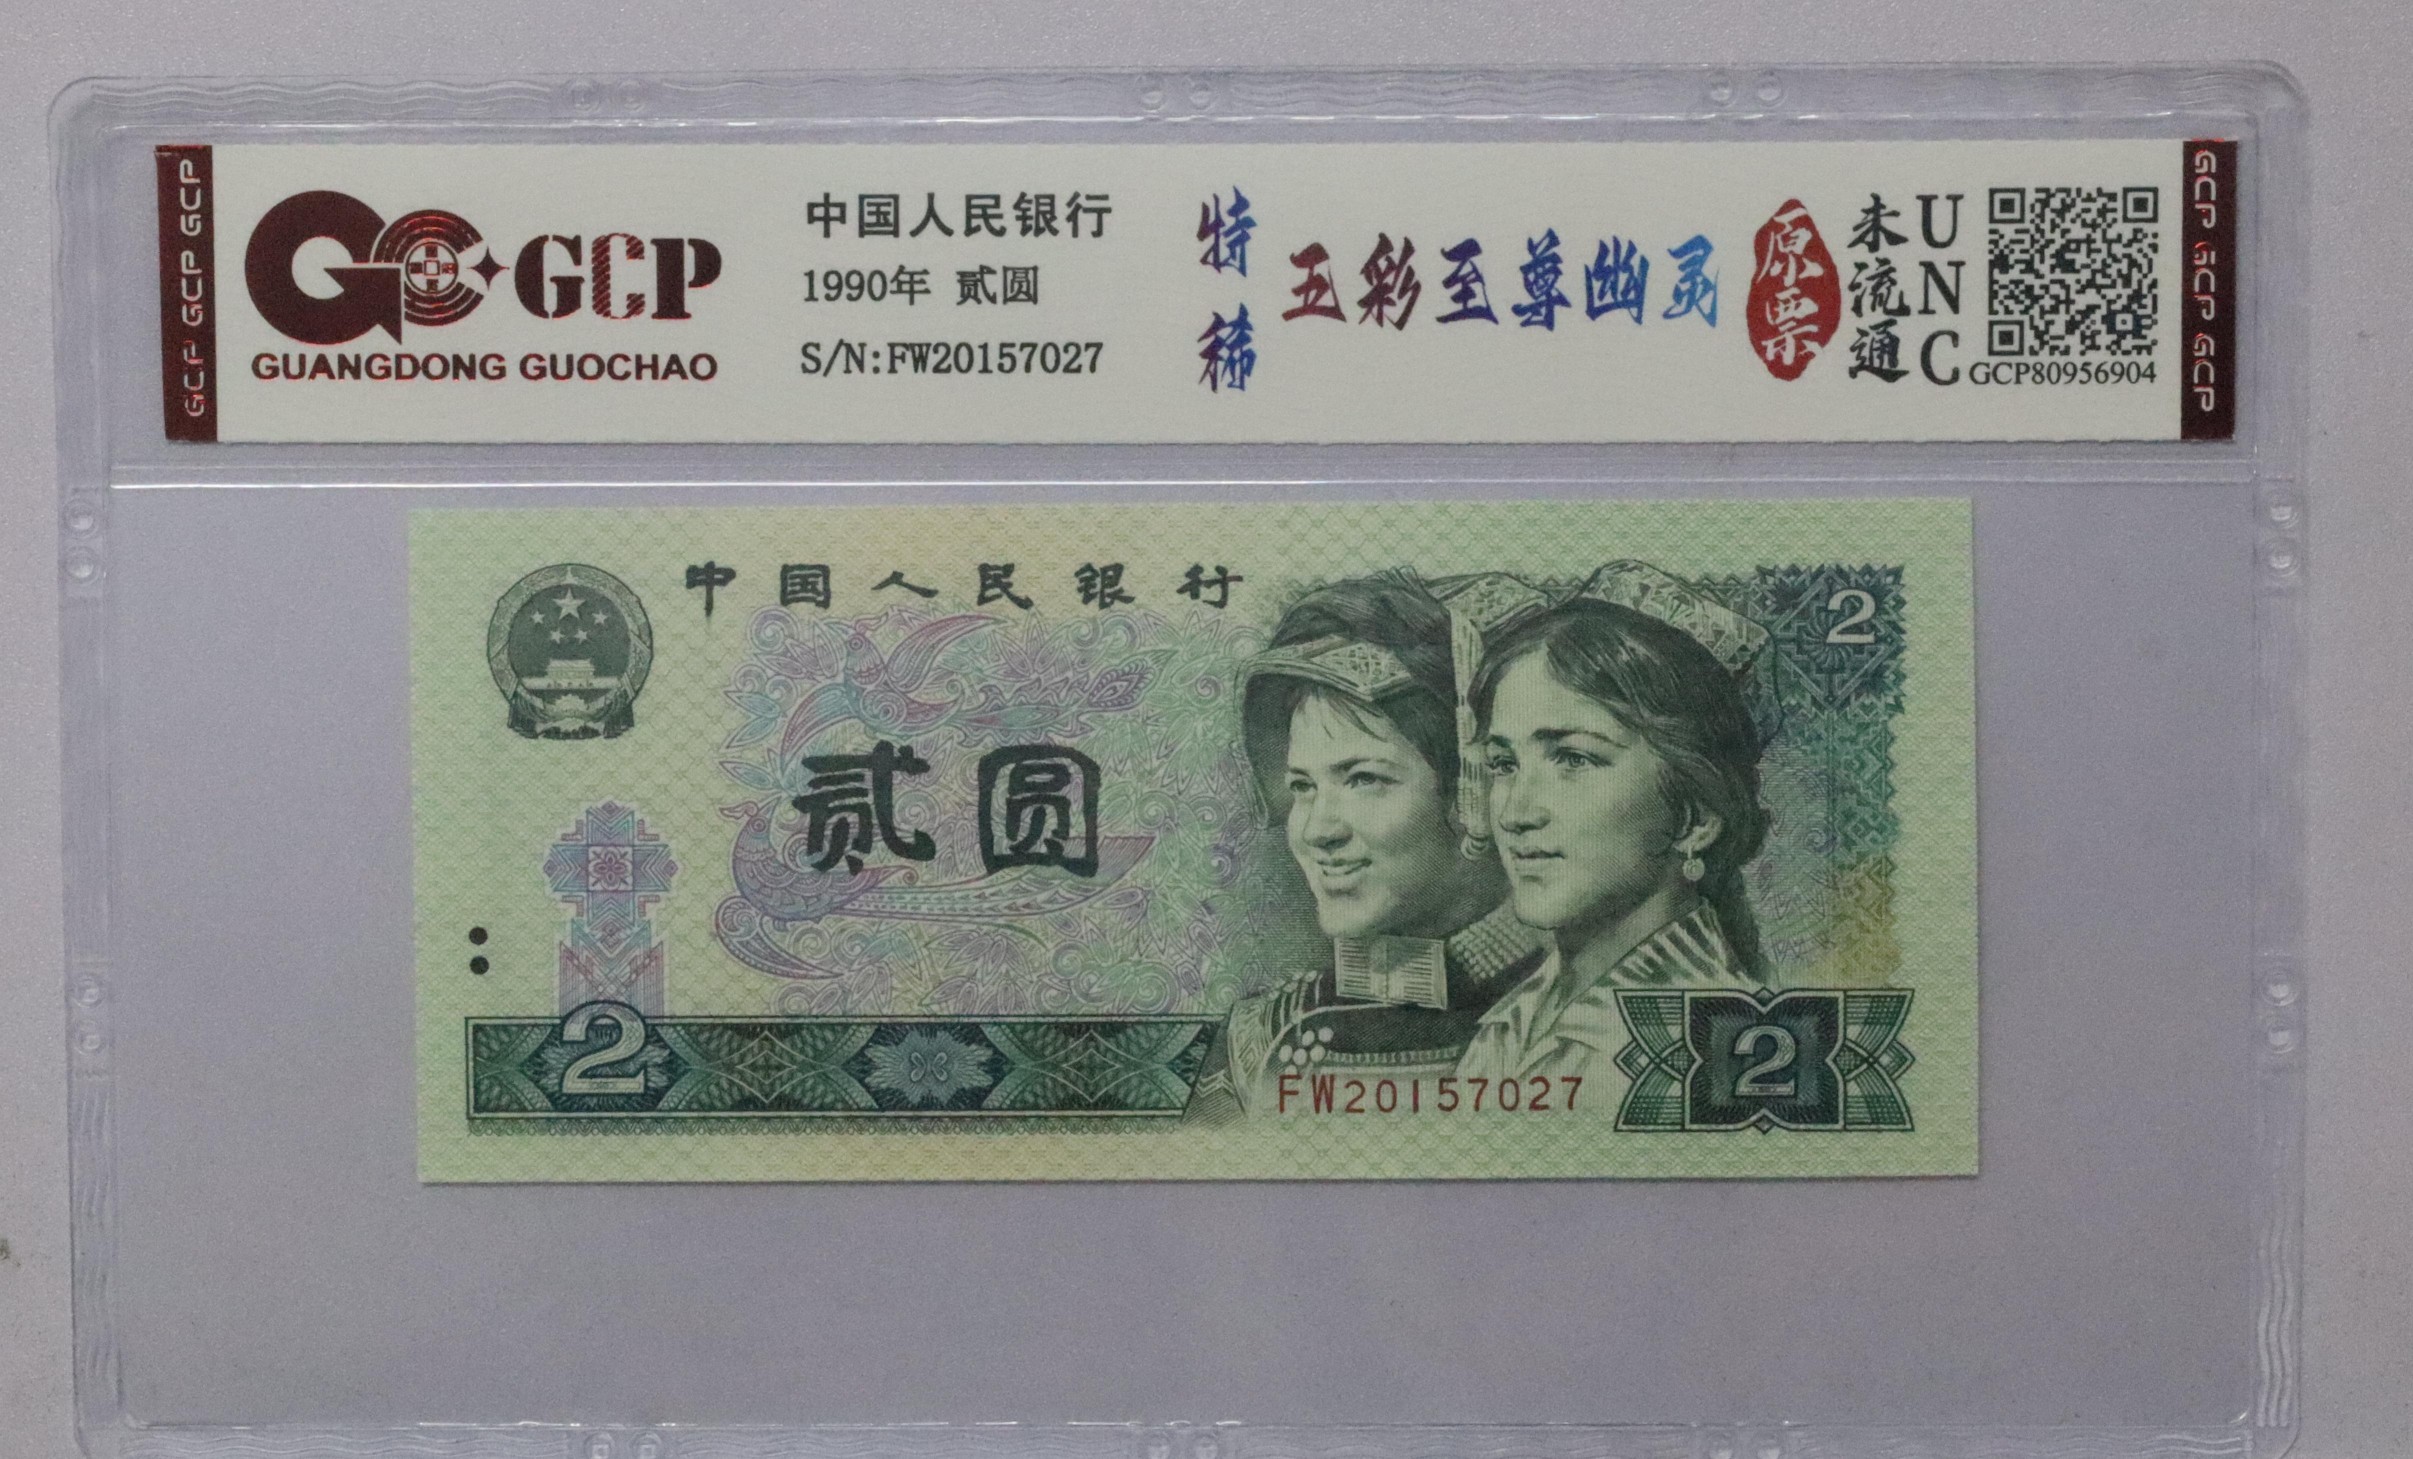 GCP GCP GCP
GCP
GUANGDONG GUOCHAO
中国人民银行
1990年 贰圆
S/N:FW20157027
特稀
五彩至尊幽灵
原票
未流通
UNC
GCP80956904
GCP GCP GCP
中国人民银行
2
贰圆
2
FW20157027
2